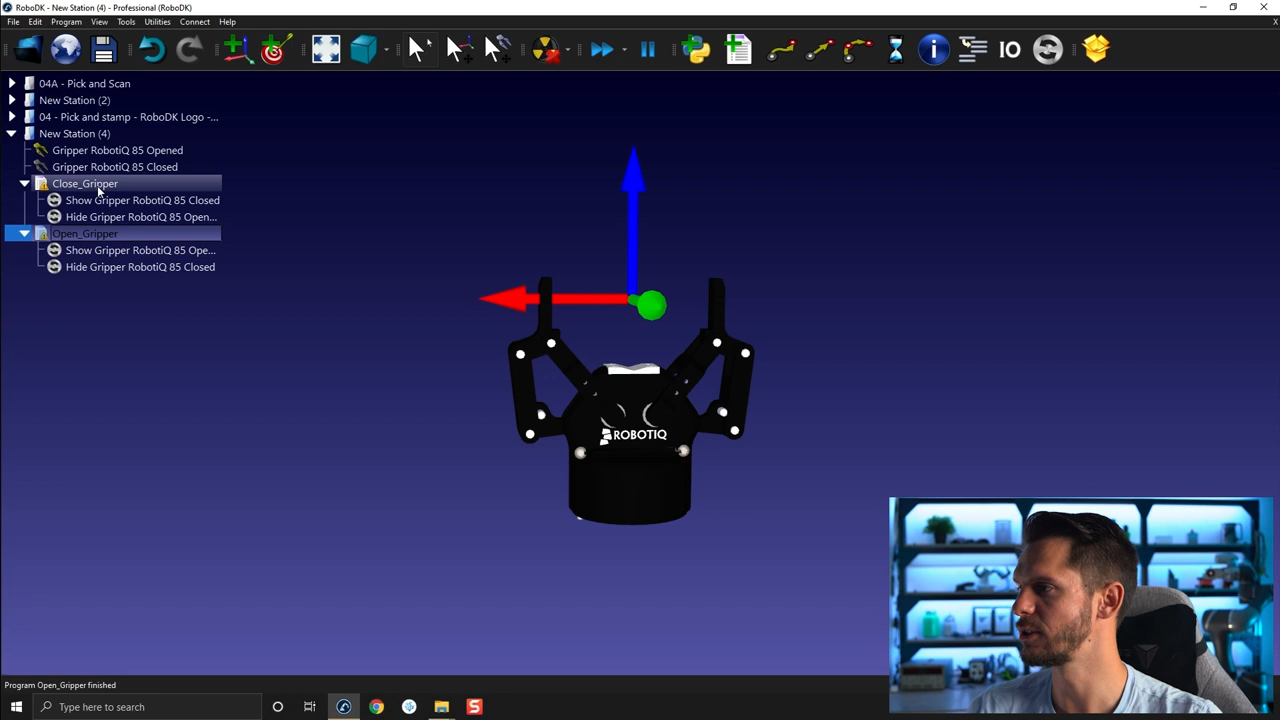 RoboDK - New Station (4) - Professional (RoboDK)
File Edit Program View Tools Utilities Connect Help
IO
04A - Pick and Scan
New Station (2)
04 - Pick and stamp - RoboDK Logo -...
New Station (4)
Gripper RobotiQ 85 Opened
Gripper RobotiQ 85 Closed
Close_Gripper
Show Gripper RobotiQ 85 Closed
Hide Gripper RobotiQ 85 Open...
Open_Gripper
Show Gripper RobotiQ 85 Ope...
Hide Gripper RobotiQ 85 Closed
ROBOTIQ
Program Open_Gripper finished
Type here to search